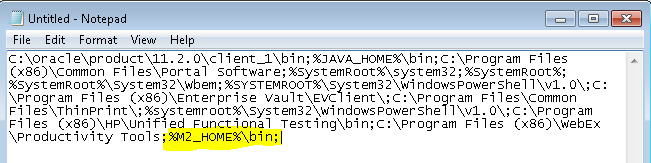 Untitled - Notepad
File Edit Format View Help
C:\Oracle\product\11.2.0\client_1\bin;%JAVA_HOME%\bin;C:\Program Files
(x86)\Common Files\Portal Software;%SystemRoot%\system32;%SystemRoot%;
%SystemRoot%\System32\Wbem;%SYSTEMROOT%\System32\WindowsPowerShell\v1.0\;C:
\Program Files (x86)\Enterprise Vault\EVClient\;C:\Program Files\Common
Files\ThinPrint\;%systemroot%\System32\WindowsPowerShell\v1.0\;C:\Program
Files (x86)\HP\Unified Functional Testing\bin;C:\Program Files (x86)\WebEx
\Productivity Tools;%M2_HOME%\bin;